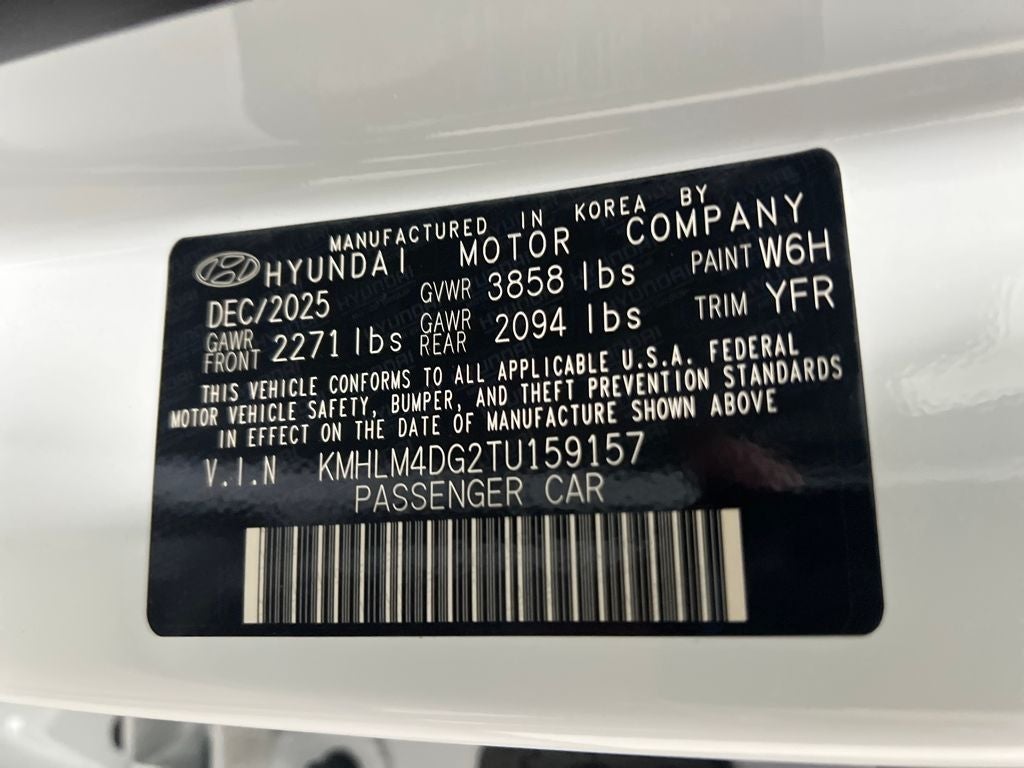 MANUFACTURED IN KOREA BY
HYUNDAI MOTOR COMPANY
DEC/2025 GVWR 3858 lbs PAINT W6H
GAWR FRONT 2271 lbs GAWR REAR 2094 lbs TRIM YFR
THIS VEHICLE CONFORMS TO ALL APPLICABLE U.S.A. FEDERAL
MOTOR VEHICLE SAFETY, BUMPER, AND THEFT PREVENTION STANDARDS
IN EFFECT ON THE DATE OF MANUFACTURE SHOWN ABOVE
V.I.N KMHLM4DG2TU159157
PASSENGER CAR